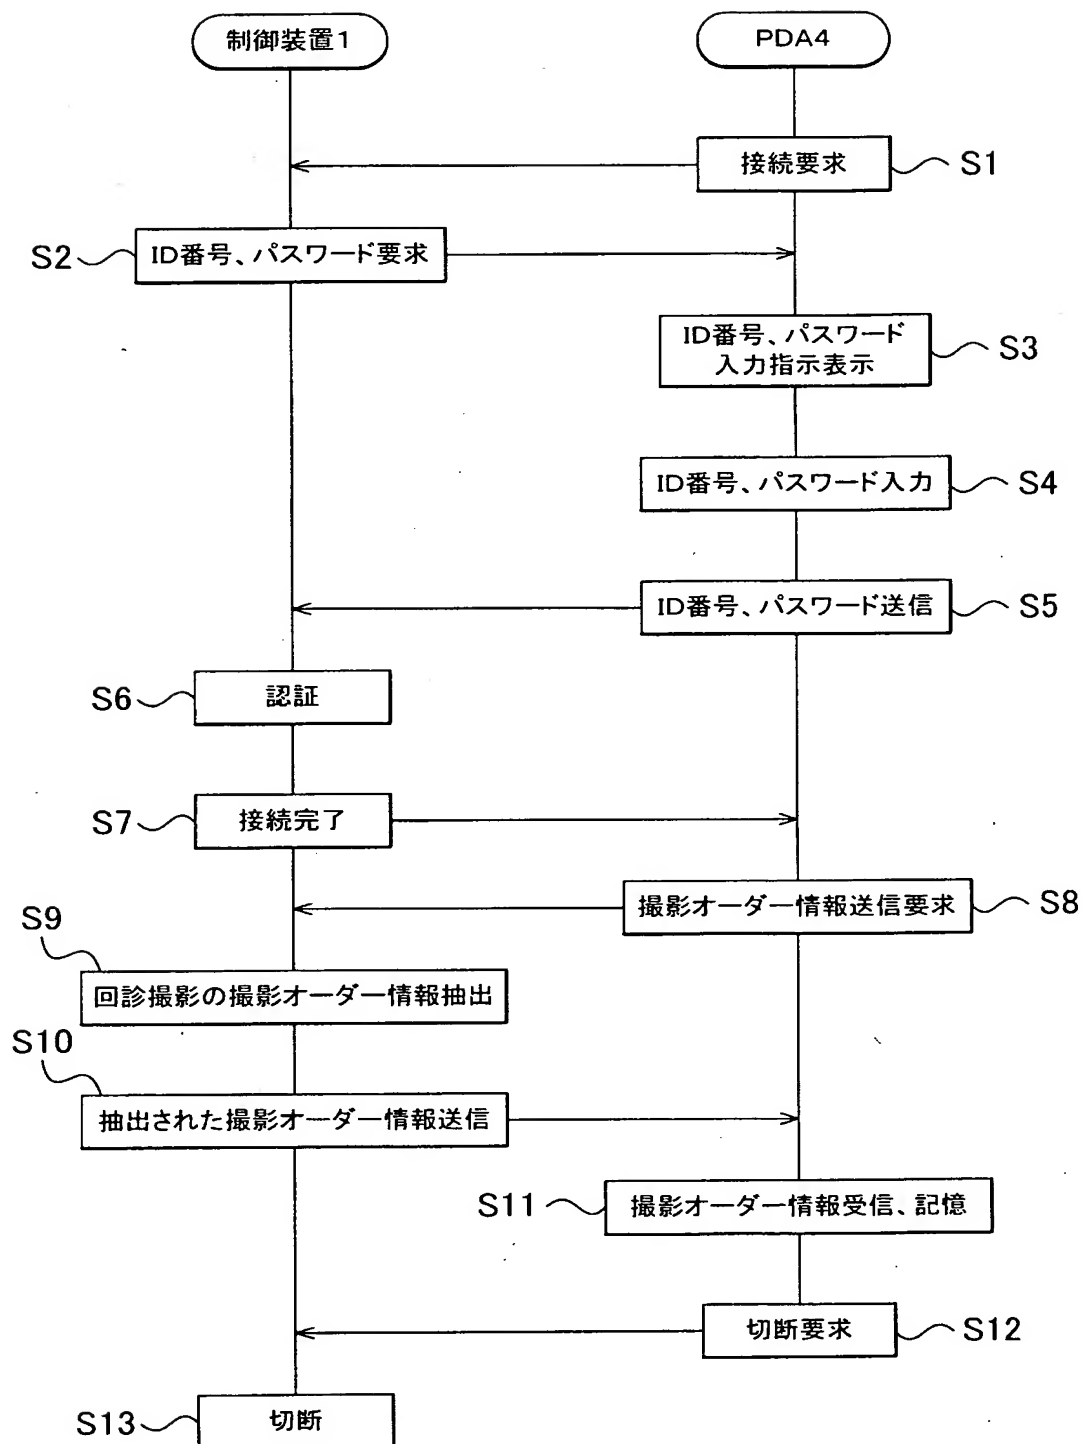 制御装置1
PDA4
接続要求
S1
S2
ID番号、パスワード要求
ID番号、パスワード
入力指示表示
S3
ID番号、パスワード入力
S4
ID番号、パスワード送信
S5
S6
認証
S7
接続完了
撮影オーダー情報送信要求
S8
S9
回診撮影の撮影オーダー情報抽出
S10
抽出された撮影オーダー情報送信
S11
撮影オーダー情報受信、記憶
切断要求
S12
S13
切断